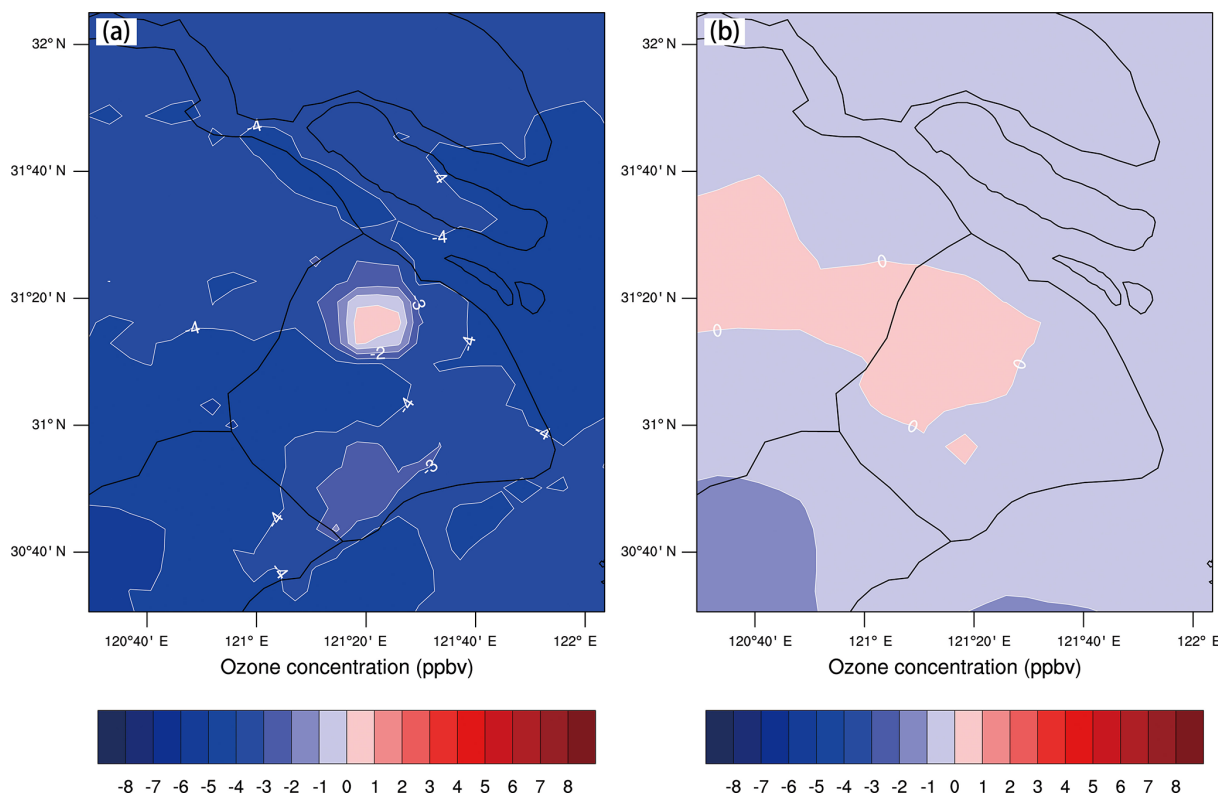 (a)
32° N
31°40' N
31°20' N
31° N
30°40' N
-4
-4
-4
-3
-4
-4
-2
-4
-4
-3
-4
-4
120°40' E 121° E 121°20' E 121°40' E 122° E
Ozone concentration (ppbv)
-8 -7 -6 -5 -4 -3 -2 -1 0 1 2 3 4 5 6 7 8
(b)
32° N
31°40' N
31°20' N
31° N
30°40' N
0
0
0
0
120°40' E 121° E 121°20' E 121°40' E 122° E
Ozone concentration (ppbv)
-8 -7 -6 -5 -4 -3 -2 -1 0 1 2 3 4 5 6 7 8